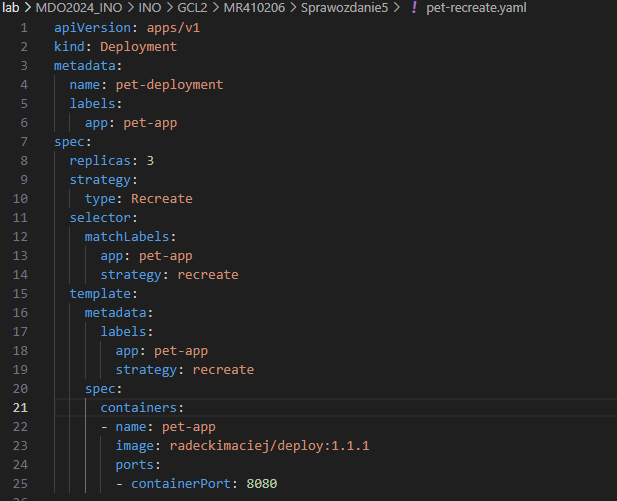 lab > MDO2024_INO > INO > GCL2 > MR410206 > Sprawozdanie5 > ! pet-recreate.yaml
1 apiVersion: apps/v1
2 kind: Deployment
3 metadata:
4   name: pet-deployment
5   labels:
6     app: pet-app
7 spec:
8   replicas: 3
9   strategy:
10     type: Recreate
11   selector:
12     matchLabels:
13       app: pet-app
14       strategy: recreate
15   template:
16     metadata:
17       labels:
18         app: pet-app
19         strategy: recreate
20     spec:
21       containers:
22       - name: pet-app
23         image: radeckimaciej/deploy:1.1.1
24         ports:
25         - containerPort: 8080